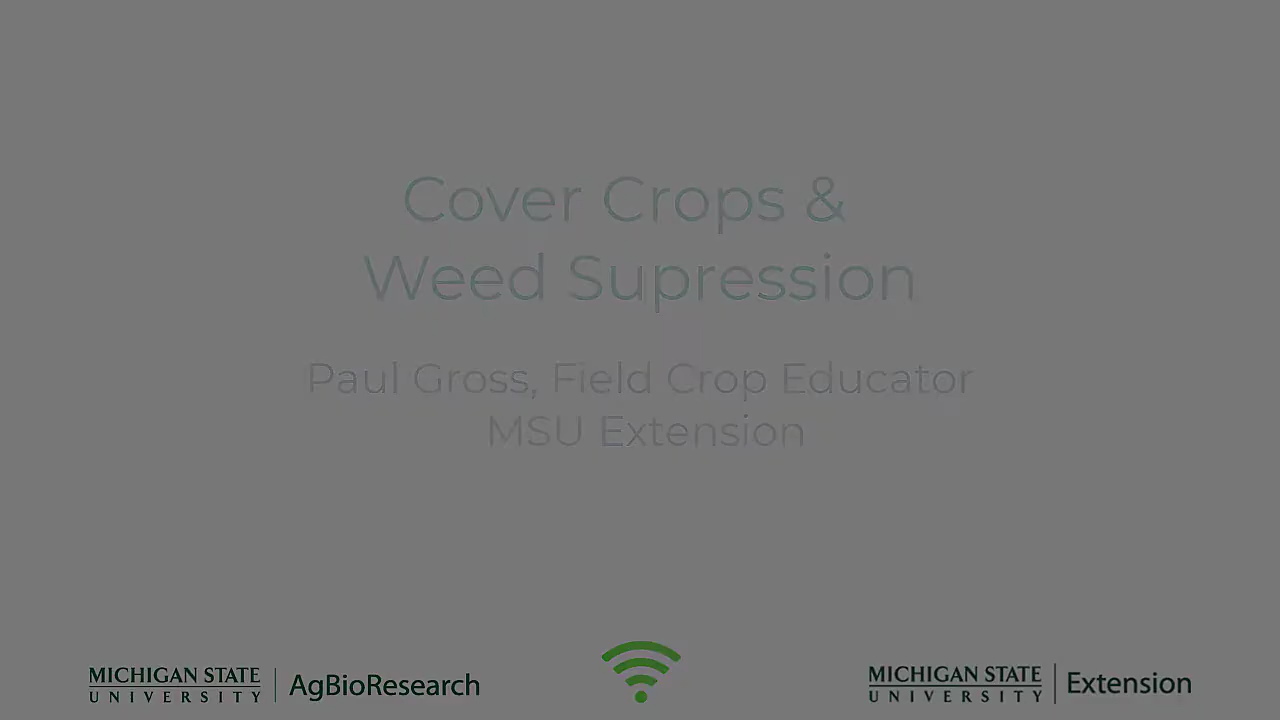 Cover Crops &
Weed Supression
Paul Gross, Field Crop Educator
MSU Extension
MICHIGAN STATE
UNIVERSITY
AgBioResearch
MICHIGAN STATE
UNIVERSITY
Extension